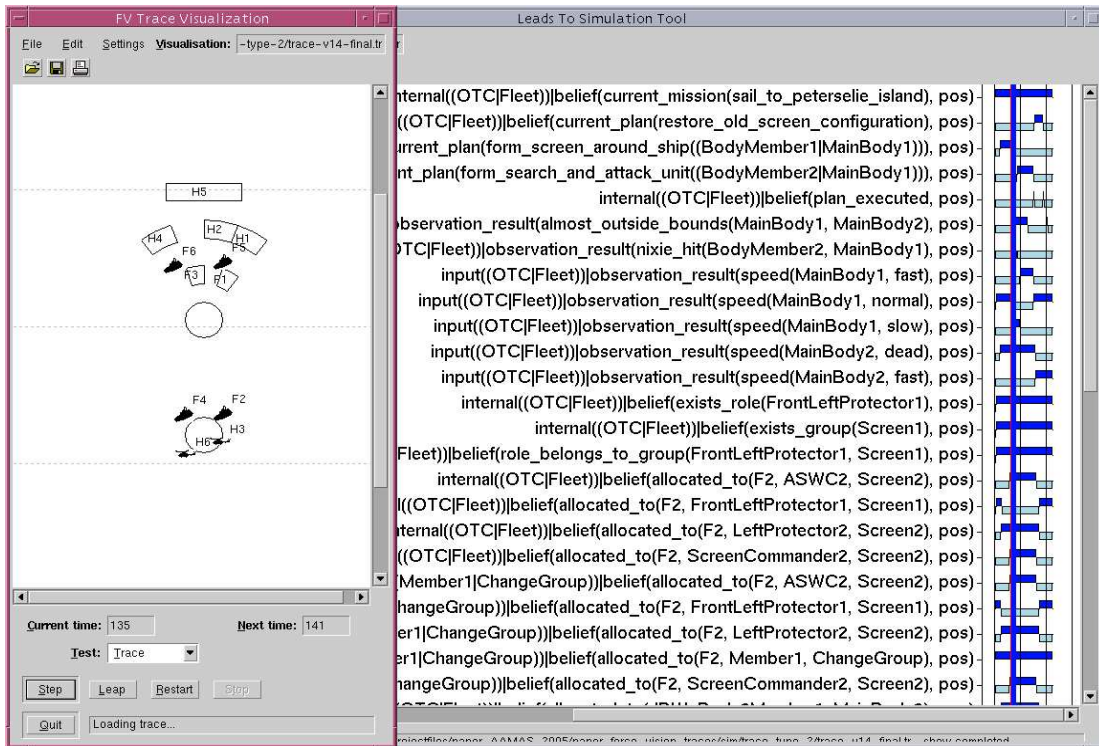 FV Trace Visualization
File Edit Settings Visualisation: -type-2/trace-v14-final.tr
H5
H4 H2 H1
F6 F5
F3 F1
F4 F2
H3
H6
Current time: 135 Next time: 141
Test: Trace
Step Leap Restart Stop
Quit Loading trace...
Leads To Simulation Tool
nternal((OTC|Fleet))|belief(current_mission(sail_to_peterselie_island), pos)
((OTC|Fleet))|belief(current_plan(restore_old_screen_configuration), pos)
urrent_plan(form_screen_around_ship((BodyMember1|MainBody1))), pos)
nt_plan(form_search_and_attack_unit((BodyMember2|MainBody1))), pos)
internal((OTC|Fleet))|belief(plan_executed, pos)
observation_result(almost_outside_bounds(MainBody1, MainBody2), pos)
OTC|Fleet))|observation_result(nixie_hit(BodyMember2, MainBody1), pos)
input((OTC|Fleet))|observation_result(speed(MainBody1, fast), pos)
input((OTC|Fleet))|observation_result(speed(MainBody1, normal), pos)
input((OTC|Fleet))|observation_result(speed(MainBody1, slow), pos)
input((OTC|Fleet))|observation_result(speed(MainBody2, dead), pos)
input((OTC|Fleet))|observation_result(speed(MainBody2, fast), pos)
internal((OTC|Fleet))|belief(exists_role(FrontLeftProtector1), pos)
internal((OTC|Fleet))|belief(exists_group(Screen1), pos)
Fleet))|belief(role_belongs_to_group(FrontLeftProtector1, Screen1), pos)
internal((OTC|Fleet))|belief(allocated_to(F2, ASWC2, Screen2), pos)
l((OTC|Fleet))|belief(allocated_to(F2, FrontLeftProtector1, Screen1), pos)
nternal((OTC|Fleet))|belief(allocated_to(F2, LeftProtector2, Screen2), pos)
((OTC|Fleet))|belief(allocated_to(F2, ScreenCommander2, Screen2), pos)
(Member1|ChangeGroup))|belief(allocated_to(F2, ASWC2, Screen2), pos)
ChangeGroup))|belief(allocated_to(F2, FrontLeftProtector1, Screen1), pos)
er1|ChangeGroup))|belief(allocated_to(F2, LeftProtector2, Screen2), pos)
er1|ChangeGroup))|belief(allocated_to(F2, Member1, ChangeGroup), pos)
hangeGroup))|belief(allocated_to(F2, ScreenCommander2, Screen2), pos)